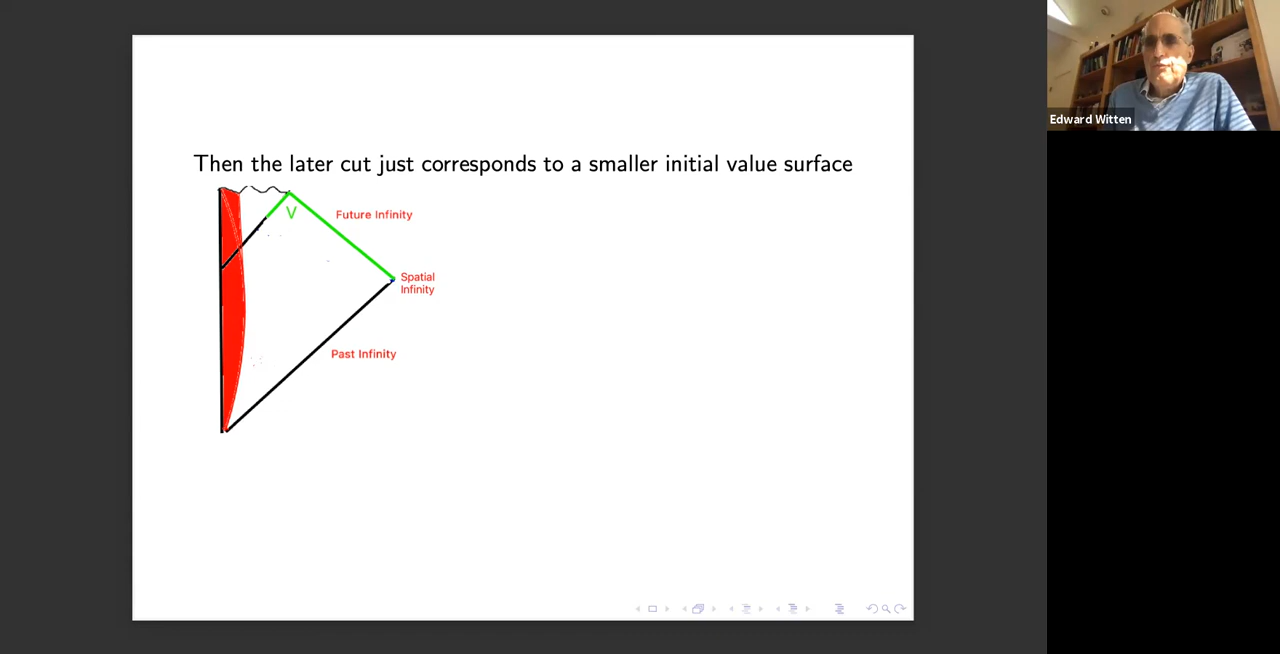 Edward Witten
Then the later cut just corresponds to a smaller initial value surface
V
Future Infinity
Spatial
Infinity
Past Infinity